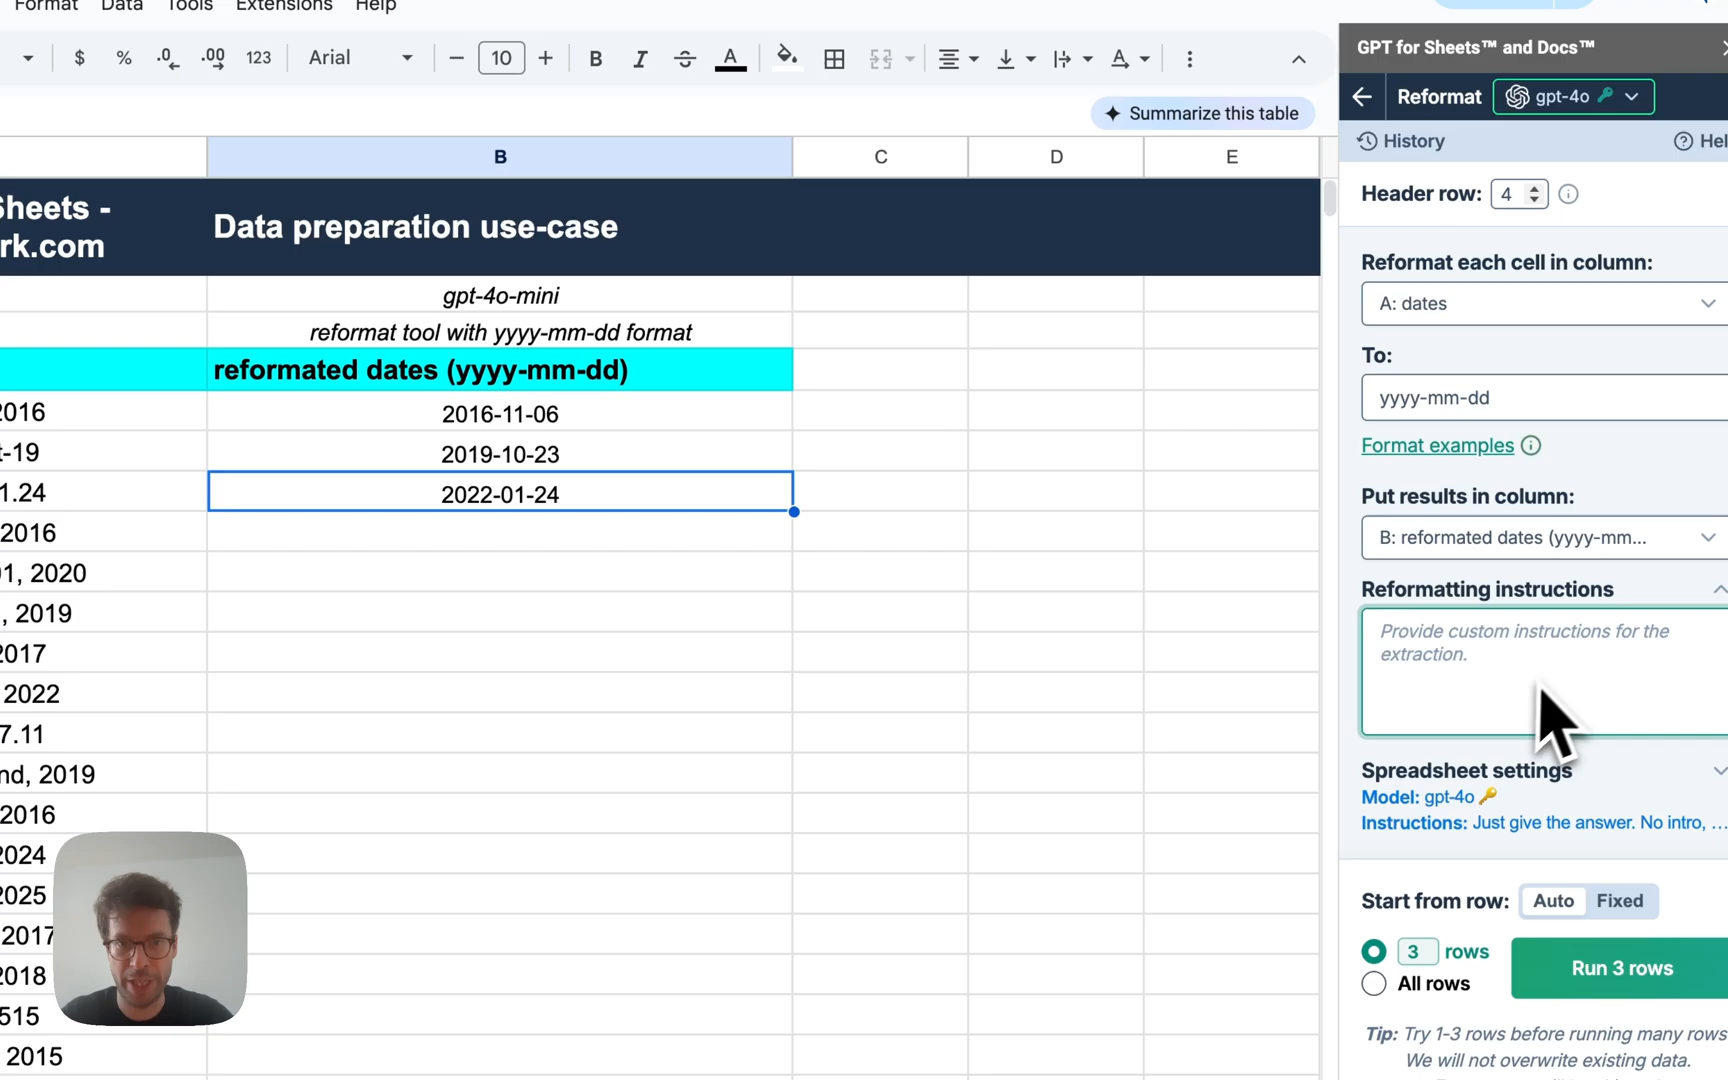 Format Data Tools Extensions Help
$ % .0 .00 123 Arial 10 B I S A
Summarize this table
B C D E
Sheets -
rk.com
Data preparation use-case
gpt-4o-mini
reformat tool with yyyy-mm-dd format
reformated dates (yyyy-mm-dd)
2016 2016-11-06
t-19 2019-10-23
1.24 2022-01-24
2016
01, 2020
, 2019
2017
2022
7.11
nd, 2019
2016
2024
2025
2017
2018
515
2015
GPT for Sheets™ and Docs™
Reformat gpt-4o
History Hel
Header row: 4
Reformat each cell in column:
A: dates
To:
yyyy-mm-dd
Format examples
Put results in column:
B: reformated dates (yyyy-mm...
Reformatting instructions
Provide custom instructions for the
extraction.
Spreadsheet settings
Model: gpt-4o
Instructions: Just give the answer. No intro, ...
Start from row: Auto Fixed
3 rows
All rows
Run 3 rows
Tip: Try 1-3 rows before running many rows
We will not overwrite existing data.